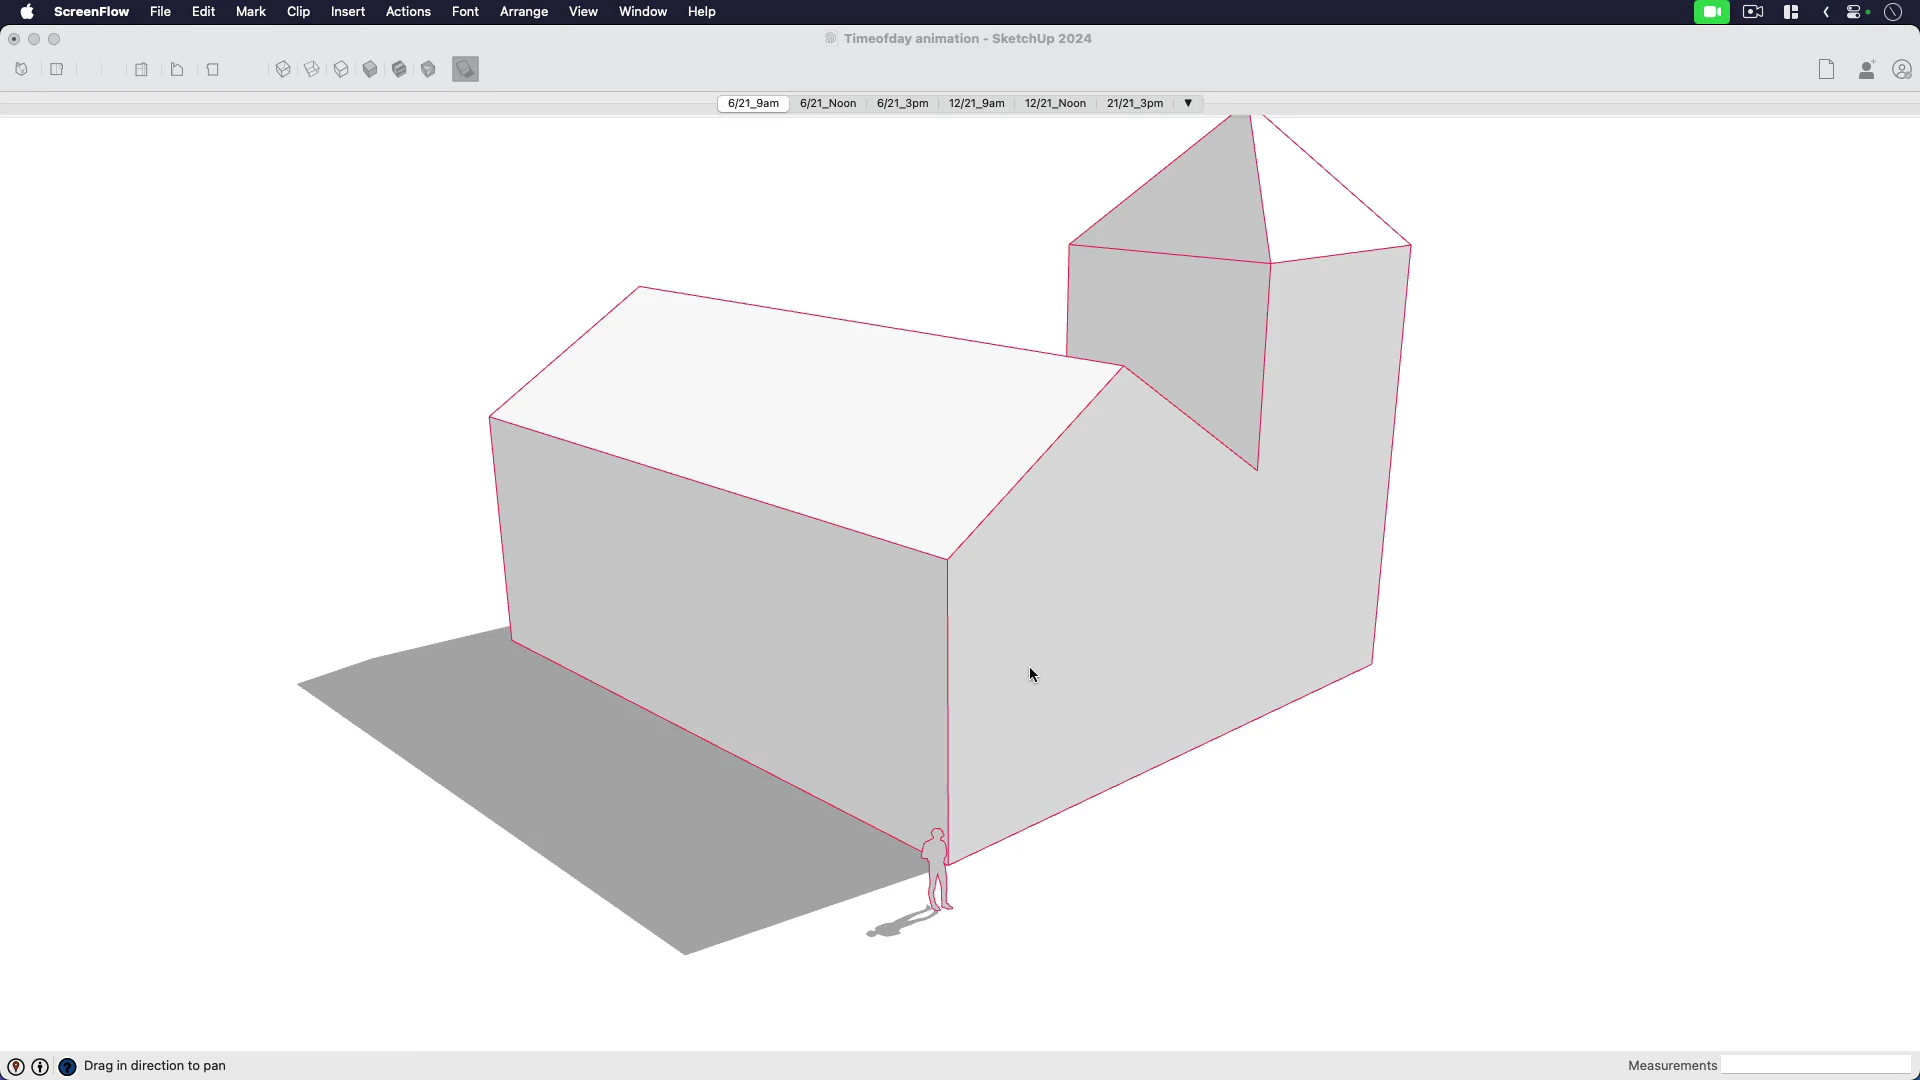 ScreenFlow File Edit Mark Clip Insert Actions Font Arrange View Window Help
Timeofday animation - SketchUp 2024
6/21_9am 6/21_Noon 6/21_3pm 12/21_9am 12/21_Noon 21/21_3pm
Drag in direction to pan
Measurements